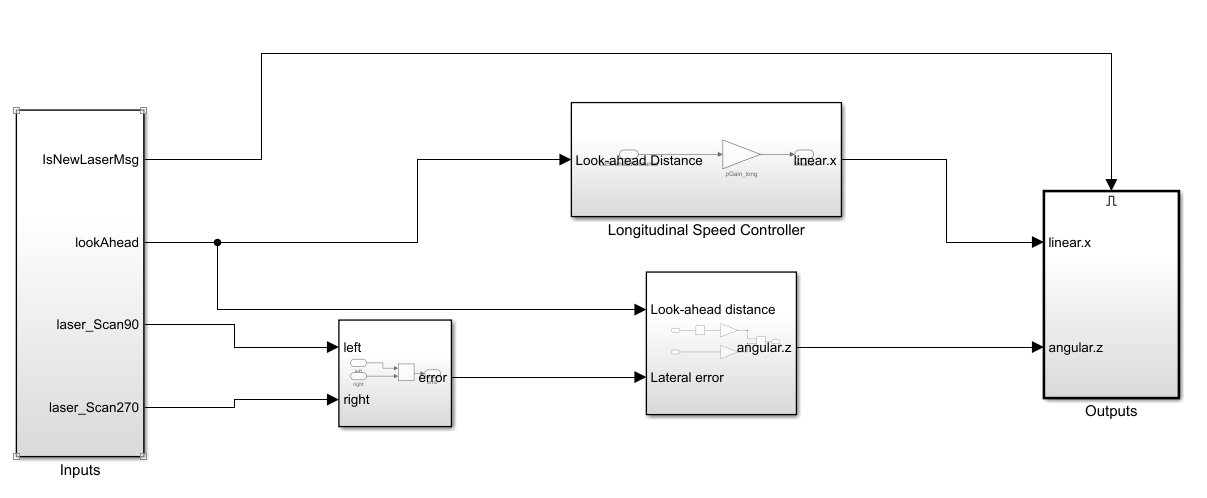 IsNewLaserMsg
lookAhead
laser_Scan90
laser_Scan270
Inputs
Look-ahead Distance
linear.x
pGain_long
Longitudinal Speed Controller
left
right
error
left
right
Look-ahead distance
Lateral error
angular.z
linear.x
angular.z
Outputs